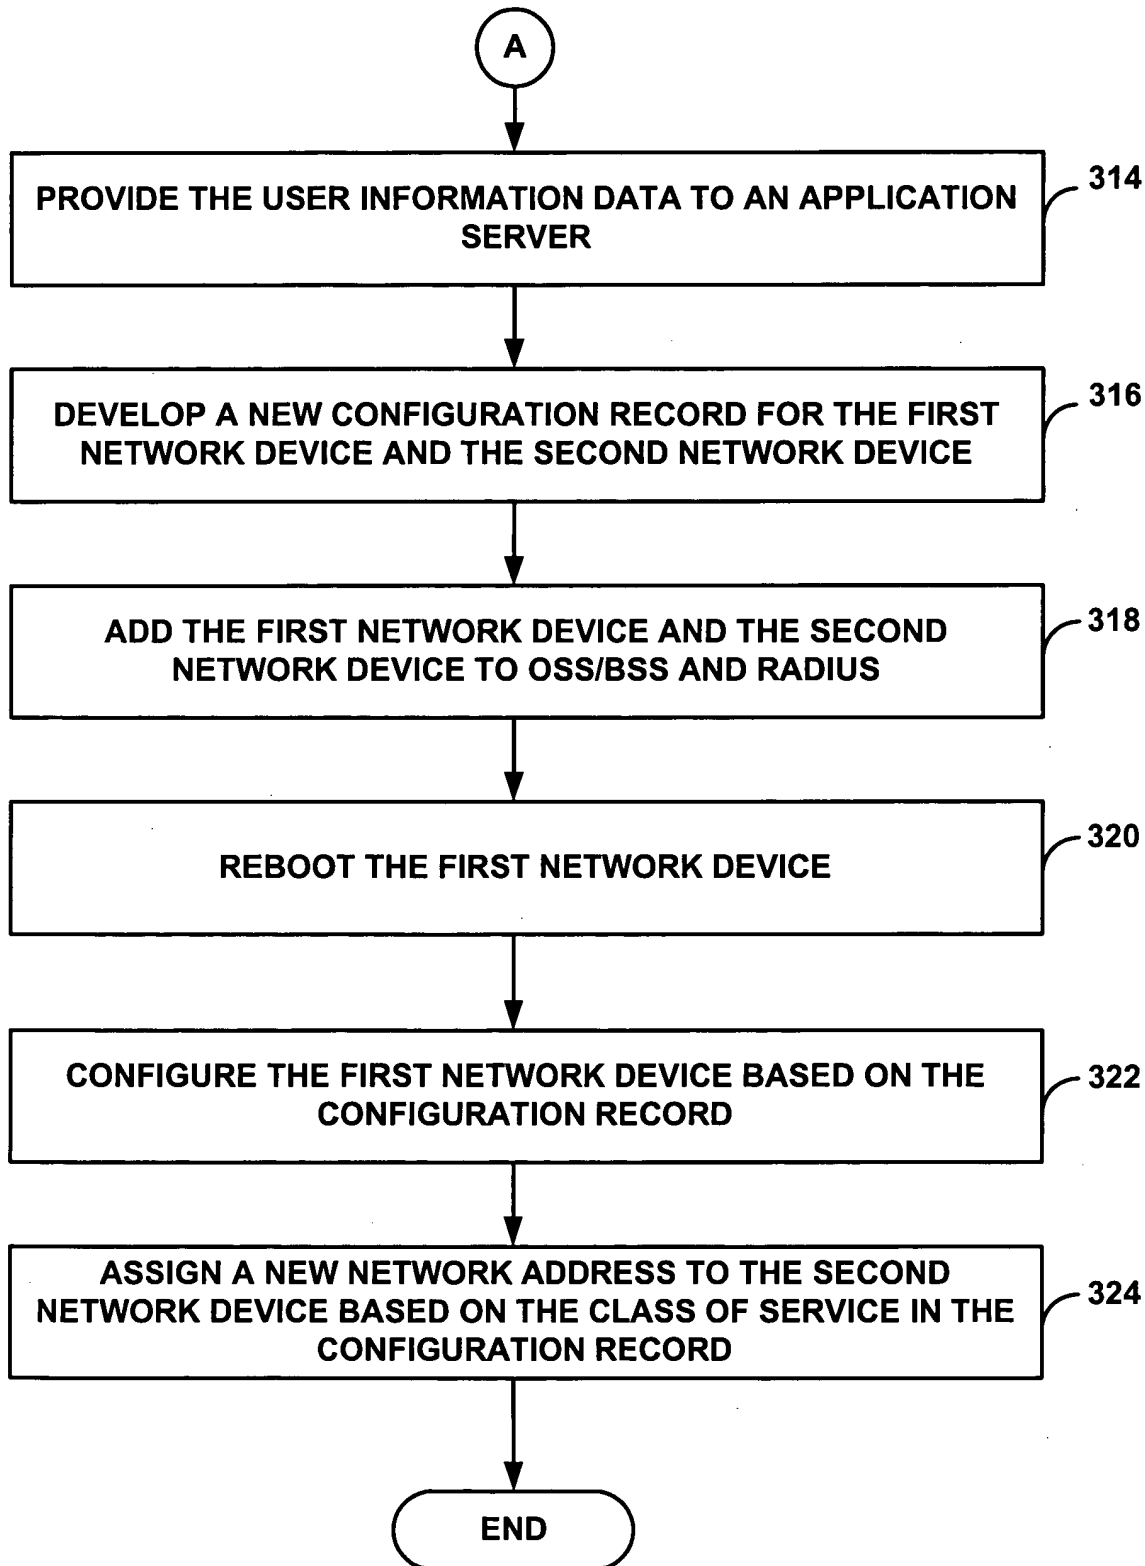 A
PROVIDE THE USER INFORMATION DATA TO AN APPLICATION
SERVER
314
DEVELOP A NEW CONFIGURATION RECORD FOR THE FIRST
NETWORK DEVICE AND THE SECOND NETWORK DEVICE
316
ADD THE FIRST NETWORK DEVICE AND THE SECOND
NETWORK DEVICE TO OSS/BSS AND RADIUS
318
REBOOT THE FIRST NETWORK DEVICE
320
CONFIGURE THE FIRST NETWORK DEVICE BASED ON THE
CONFIGURATION RECORD
322
ASSIGN A NEW NETWORK ADDRESS TO THE SECOND
NETWORK DEVICE BASED ON THE CLASS OF SERVICE IN THE
CONFIGURATION RECORD
324
END